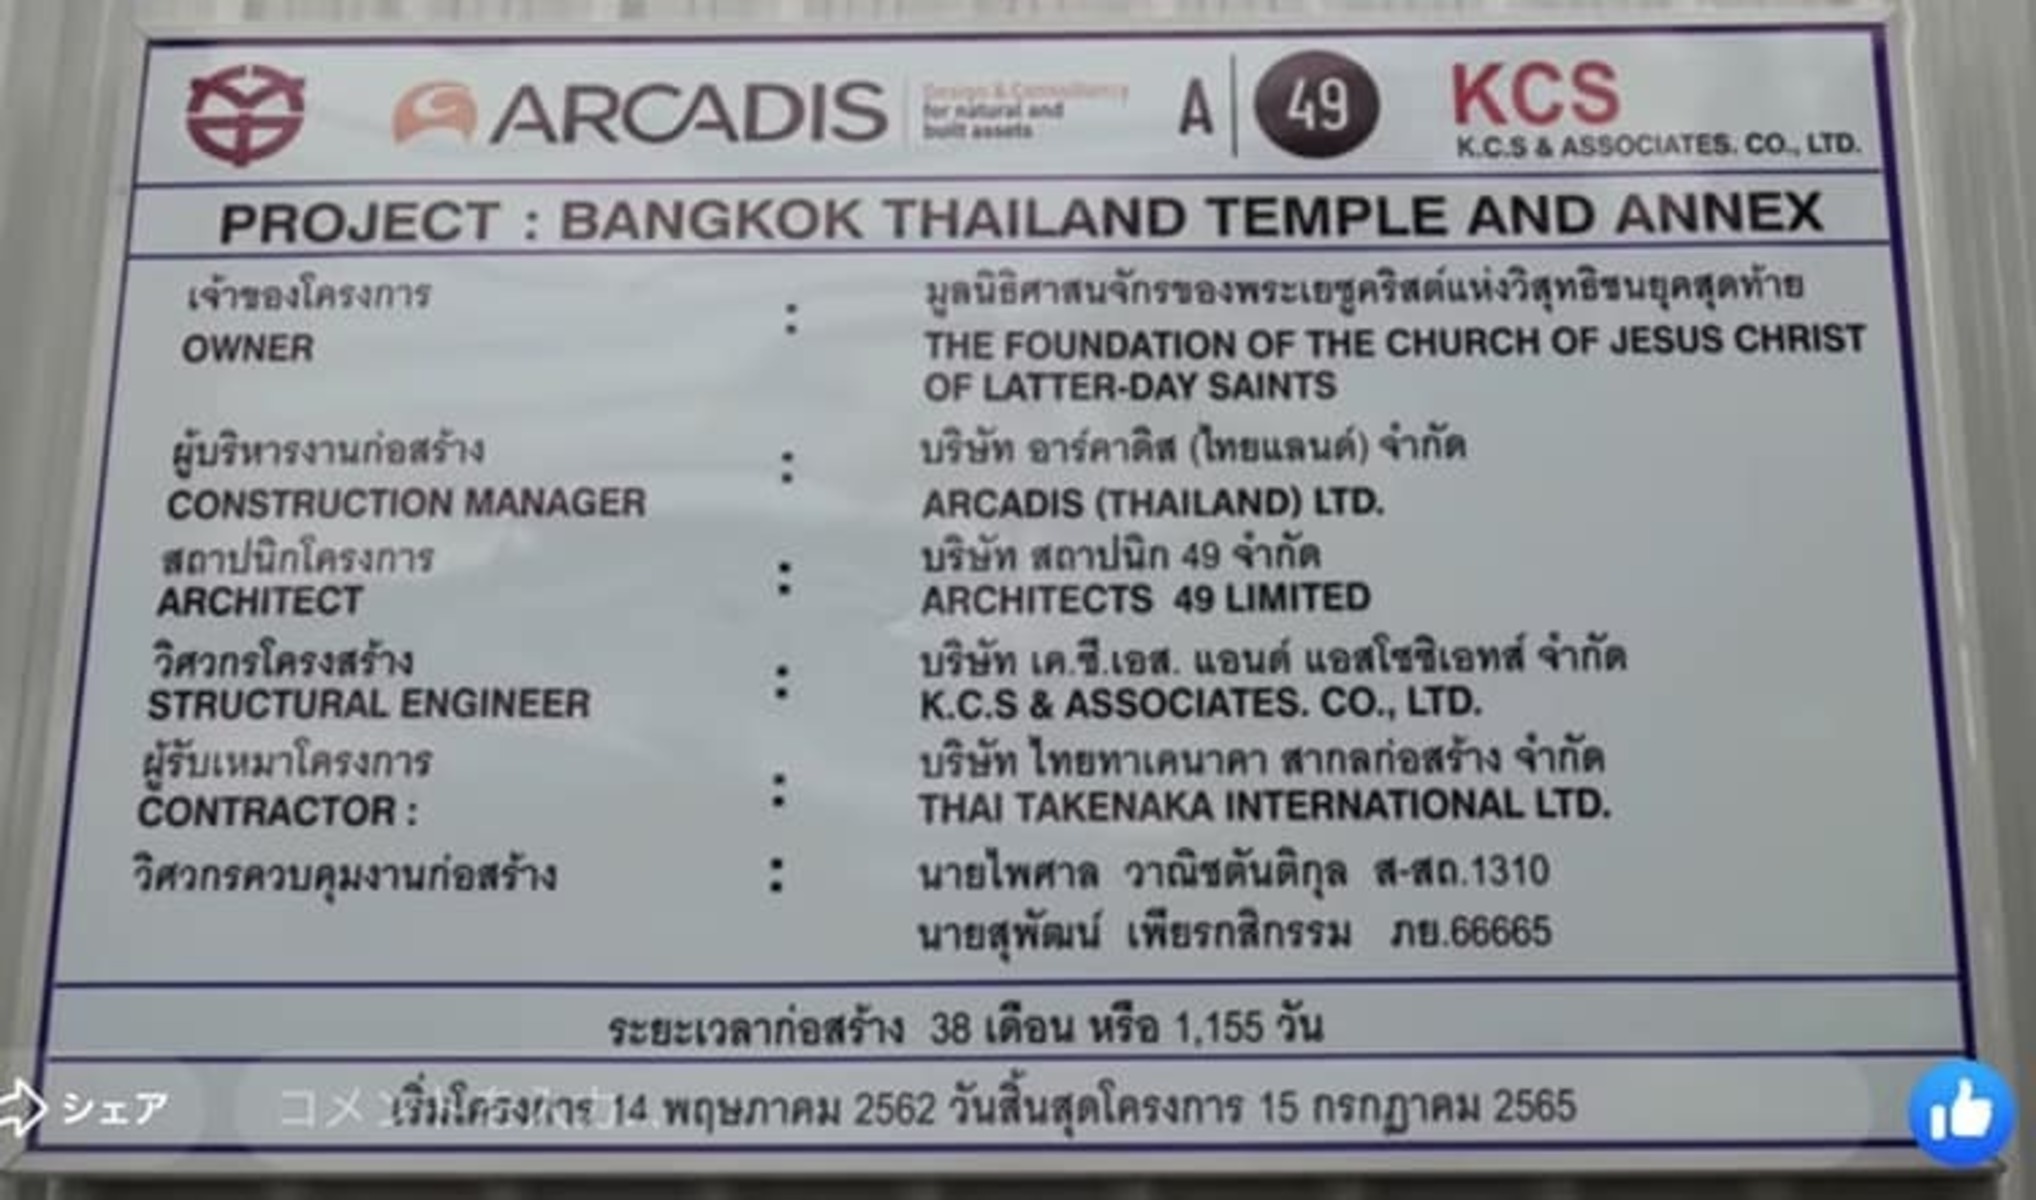 ARCADIS
Design & Consultancy
for natural and
built assets
A 49
KCS
K.C.S & ASSOCIATES. CO., LTD.
PROJECT : BANGKOK THAILAND TEMPLE AND ANNEX
เจ้าของโครงการ : มูลนิธิศาสนจักรของพระเยซูคริสต์แห่งวิสุทธิชนยุคสุดท้าย
OWNER THE FOUNDATION OF THE CHURCH OF JESUS CHRIST
OF LATTER-DAY SAINTS
ผู้บริหารงานก่อสร้าง : บริษัท อาร์คาดิส (ไทยแลนด์) จำกัด
CONSTRUCTION MANAGER ARCADIS (THAILAND) LTD.
สถาปนิกโครงการ : บริษัท สถาปนิก 49 จำกัด
ARCHITECT ARCHITECTS 49 LIMITED
วิศวกรโครงสร้าง : บริษัท เค.ซี.เอส. แอนด์ แอสโซซิเอทส์ จำกัด
STRUCTURAL ENGINEER K.C.S & ASSOCIATES. CO., LTD.
ผู้รับเหมาโครงการ : บริษัท ไทยทาเคนาคา สากลก่อสร้าง จำกัด
CONTRACTOR : THAI TAKENAKA INTERNATIONAL LTD.
วิศวกรควบคุมงานก่อสร้าง : นายไพศาล วาณิชตันติกุล ส-สถ.1310
นายสุพัฒน์ เพียรกสิกรรม ภย.66665
ระยะเวลาก่อสร้าง 38 เดือน หรือ 1,155 วัน
เริ่มโครงการ 14 พฤษภาคม 2562 วันสิ้นสุดโครงการ 15 กรกฎาคม 2565
シェア